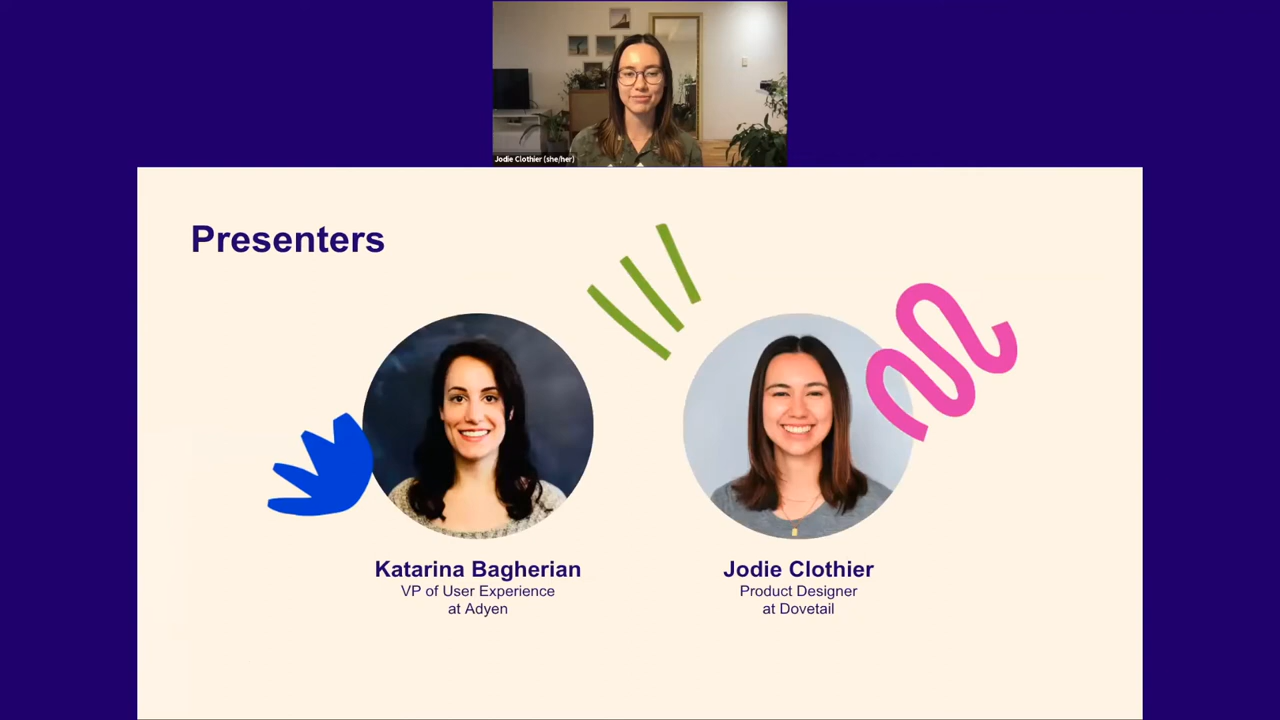 Jodie Clothier (she/her)
Presenters
Katarina Bagherian
VP of User Experience
at Adyen
Jodie Clothier
Product Designer
at Dovetail